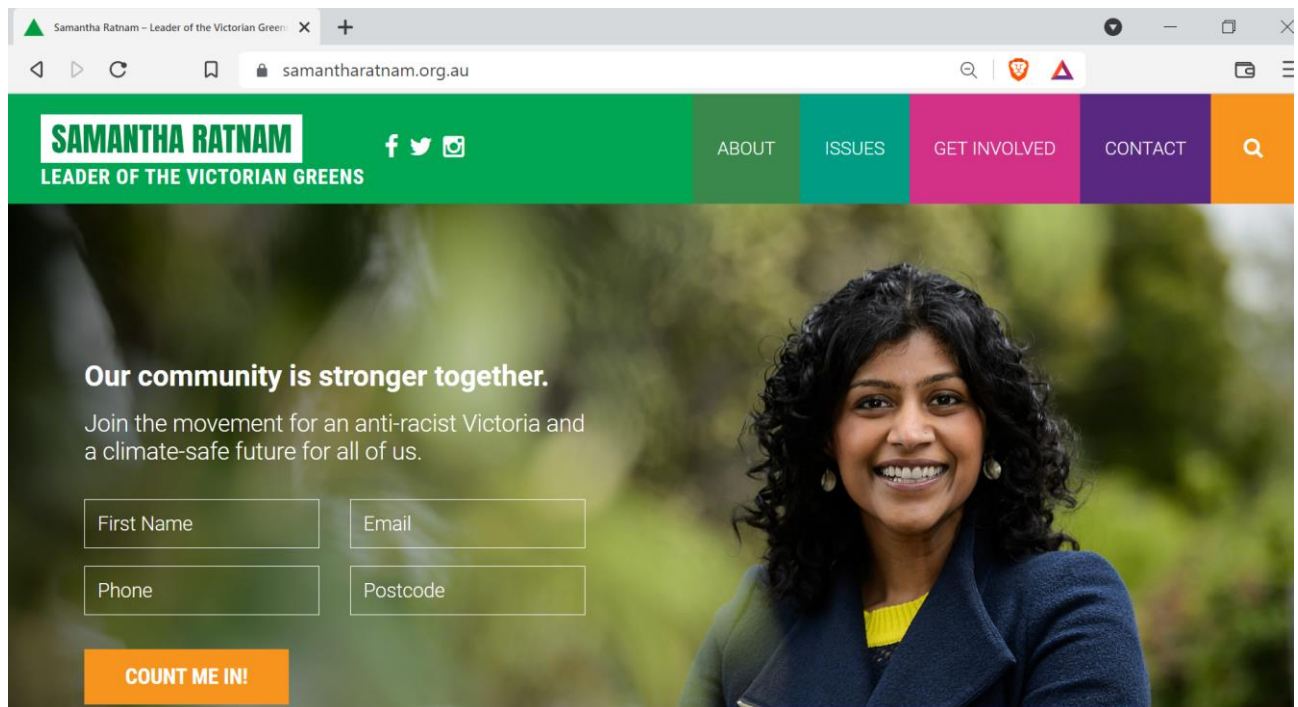 Samantha Ratnam – Leader of the Victorian Green
samantharatnam.org.au
SAMANTHA RATNAM
LEADER OF THE VICTORIAN GREENS
ABOUT
ISSUES
GET INVOLVED
CONTACT
Our community is stronger together.
Join the movement for an anti-racist Victoria and
a climate-safe future for all of us.
First Name
Email
Phone
Postcode
COUNT ME IN!